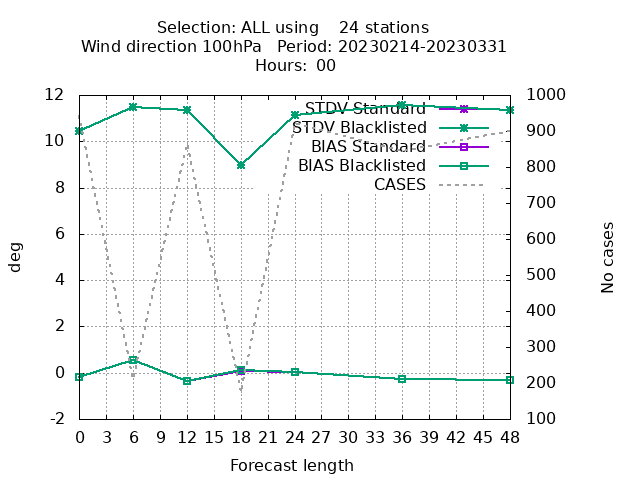 Selection: ALL using    24 stations
Wind direction 100hPa   Period: 20230214-20230331
Hours:  00
12
10
8
6
4
2
0
-2
deg
STDV Standard
STDV Blacklisted
BIAS Standard
BIAS Blacklisted
CASES
1000
900
800
700
600
500
400
300
200
100
No cases
0 3 6 9 12 15 18 21 24 27 30 33 36 39 42 45 48
Forecast length